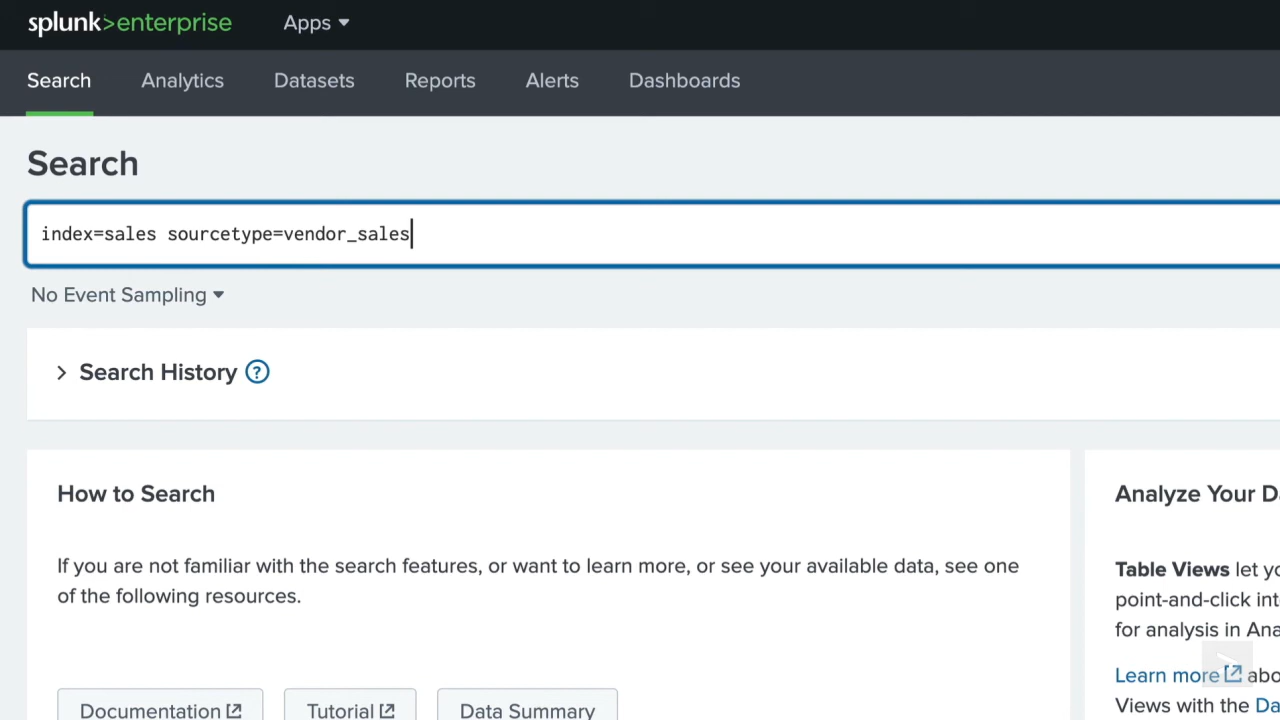 splunk>enterprise Apps
Search Analytics Datasets Reports Alerts Dashboards
Search
index=sales sourcetype=vendor_sales
No Event Sampling
> Search History ?
How to Search
If you are not familiar with the search features, or want to learn more, or see your available data, see one
of the following resources.
Documentation Tutorial Data Summary
Analyze Your Da
Table Views let yo
point-and-click int
for analysis in Ana
Learn more abo
Views with the Da